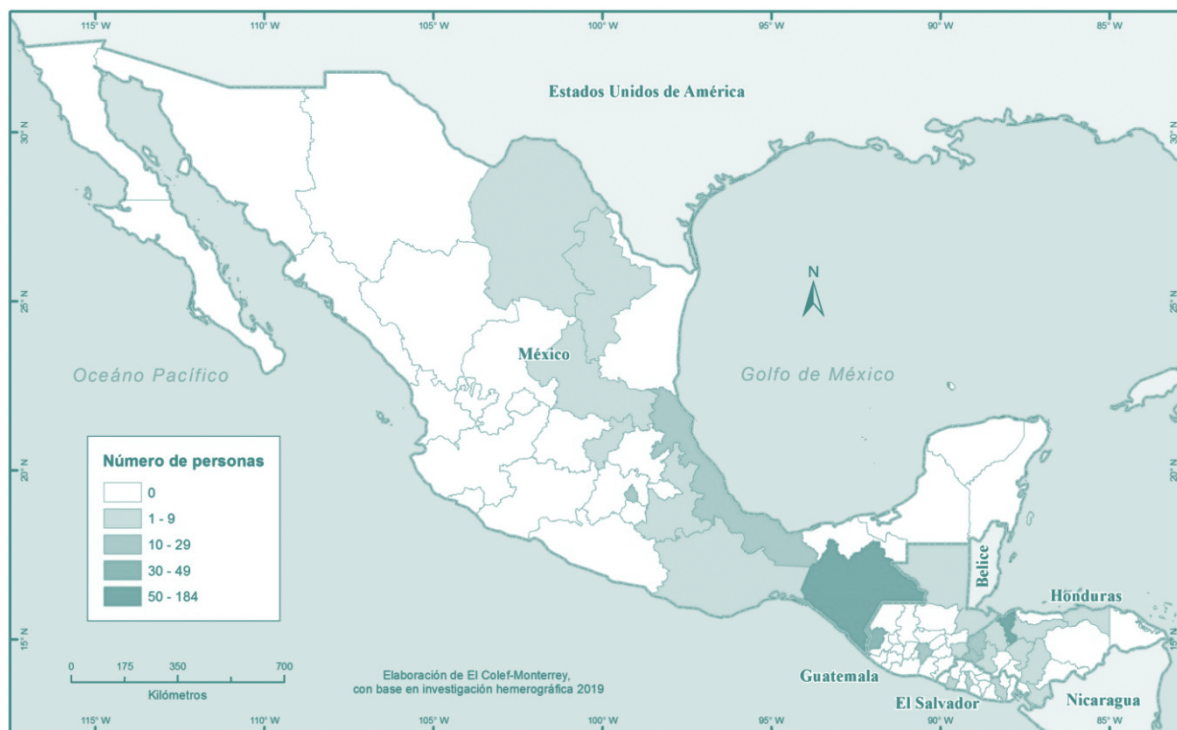 115° W
110° W
105° W
100° W
95° W
90° W
85° W
30° N
30° N
Estados Unidos de América
25° N
25° N
N
México
Oceáno Pacífico
Golfo de México
20° N
20° N
Número de personas
0
1 - 9
10 - 29
30 - 49
50 - 184
Belice
Honduras
15° N
15° N
0
175
350
700
Kilómetros
Elaboración de El Colef-Monterrey,
con base en investigación hemerográfica 2019
Guatemala
El Salvador
Nicaragua
115° W
110° W
105° W
100° W
95° W
90° W
85° W